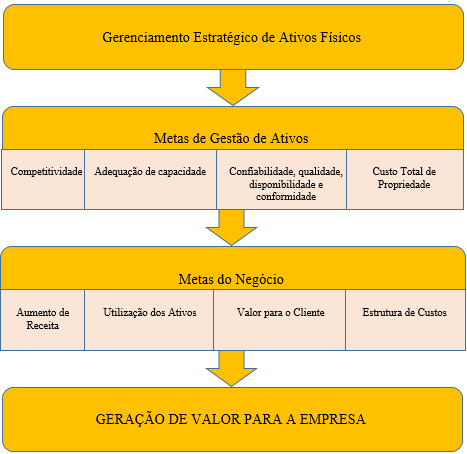 Gerenciamento Estratégico de Ativos Físicos
Metas de Gestão de Ativos
Competitividade
Adequação de capacidade
Confiabilidade, qualidade,
disponibilidade e
conformidade
Custo Total de
Propriedade
Metas do Negócio
Aumento de
Receita
Utilização dos Ativos
Valor para o Cliente
Estrutura de Custos
GERAÇÃO DE VALOR PARA A EMPRESA